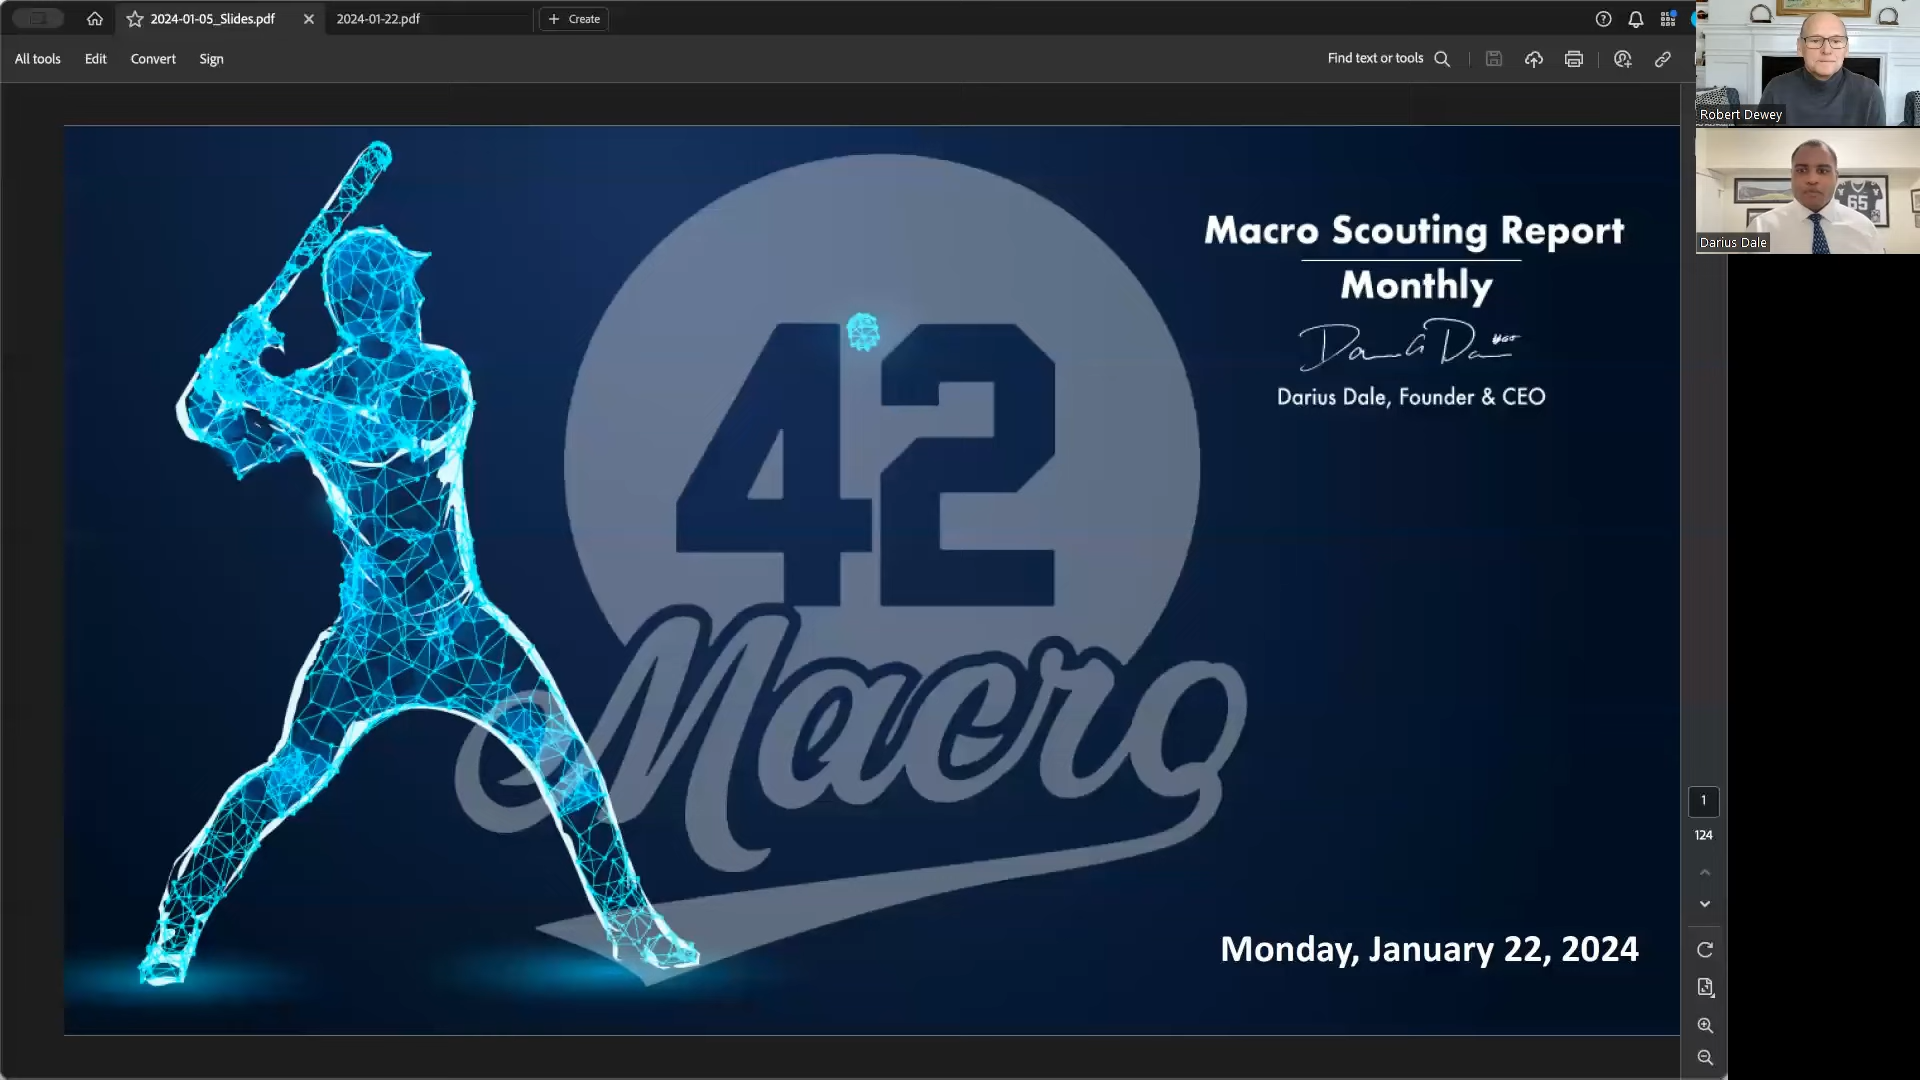 2024-01-05_Slides.pdf
2024-01-22.pdf
Create
All tools
Edit
Convert
Sign
Find text or tools
Robert Dewey
65
Darius Dale
Macro Scouting Report
Monthly
Darius Dale, Founder & CEO
42
Macro
Monday, January 22, 2024
1
124